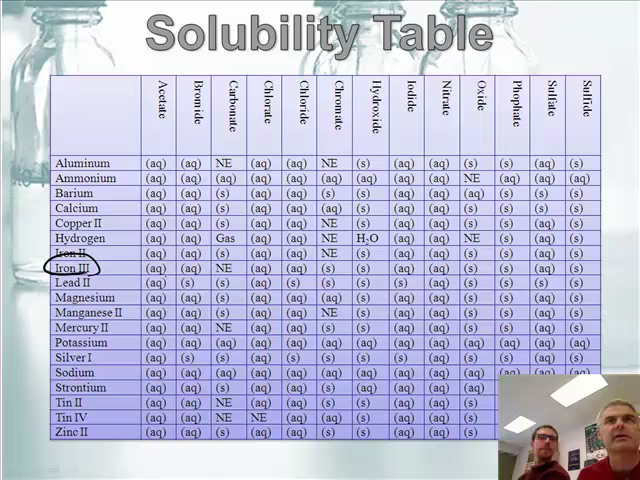 Solubility Table
Acetate Bromide Carbonate Chlorate Chloride Chromate Hydroxide Iodide Nitrate Oxide Phosphate Sulfate Sulfide
Aluminum (aq) (aq) NE (aq) (aq) NE (s) (aq) (aq) (s) (s) (aq) (s)
Ammonium (aq) (aq) (aq) (aq) (aq) (aq) (aq) (aq) (aq) NE (aq) (aq) (aq)
Barium (aq) (aq) (s) (aq) (aq) (s) (s) (aq) (aq) (aq) (s) (s) (s)
Calcium (aq) (aq) (s) (aq) (aq) (aq) (s) (aq) (aq) (s) (s) (s) (s)
Copper II (aq) (aq) (s) (aq) (aq) NE (s) (aq) (aq) (s) (s) (aq) (s)
Hydrogen (aq) (aq) Gas (aq) (aq) NE H₂O (aq) (aq) NE (s) (aq) (s)
Iron II (aq) (aq) (s) (aq) (aq) NE (s) (aq) (aq) (s) (s) (aq) (s)
Iron III (aq) (aq) NE (aq) (aq) (s) (s) (aq) (aq) (s) (s) (aq) (s)
Lead II (aq) (s) (s) (aq) (s) (s) (s) (s) (aq) (s) (s) (s) (s)
Magnesium (aq) (aq) (s) (aq) (aq) (aq) (s) (aq) (aq) (s) (s) (aq) (s)
Manganese II (aq) (aq) (s) (aq) (aq) NE (s) (aq) (aq) (s) (s) (aq) (s)
Mercury II (aq) (aq) NE (aq) (aq) (s) (s) (aq) (aq) (s) (s) (aq) (s)
Potassium (aq) (aq) (aq) (aq) (aq) (aq) (aq) (aq) (aq) (aq) (aq) (aq) (aq)
Silver I (aq) (s) (s) (aq) (s) (s) (s) (s) (aq) (s) (s) (aq) (s)
Sodium (aq) (aq) (aq) (aq) (aq) (aq) (aq) (aq) (aq) (aq) (aq) (aq) (aq)
Strontium (aq) (aq) (s) (aq) (aq) (s) (aq) (aq) (aq) (aq)
Tin II (aq) (aq) NE (aq) (aq) (s) (s) (aq) (aq) (s)
Tin IV (aq) (aq) NE NE (aq) (aq) (s) (aq) (aq) (s)
Zinc II (aq) (aq) (s) (aq) (aq) (s) (s) (aq) (aq) (s)